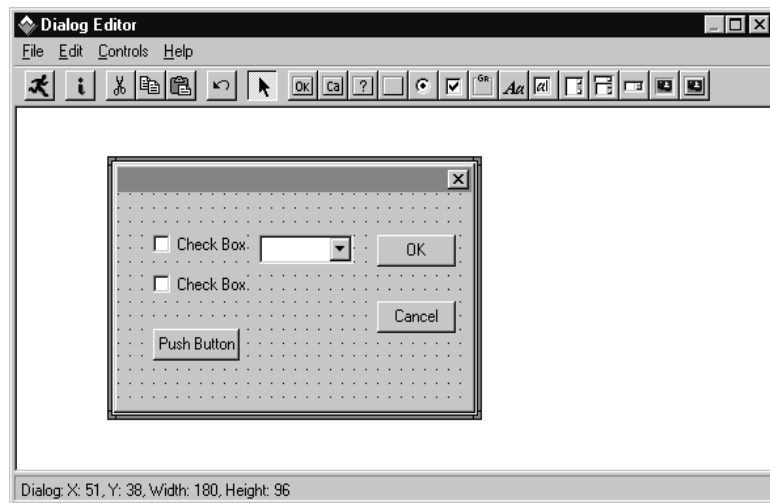 Dialog Editor
File Edit Controls Help
OK Ca ? GR Aa a
Check Box
OK
Check Box
Cancel
Push Button
Dialog: X: 51, Y: 38, Width: 180, Height: 96